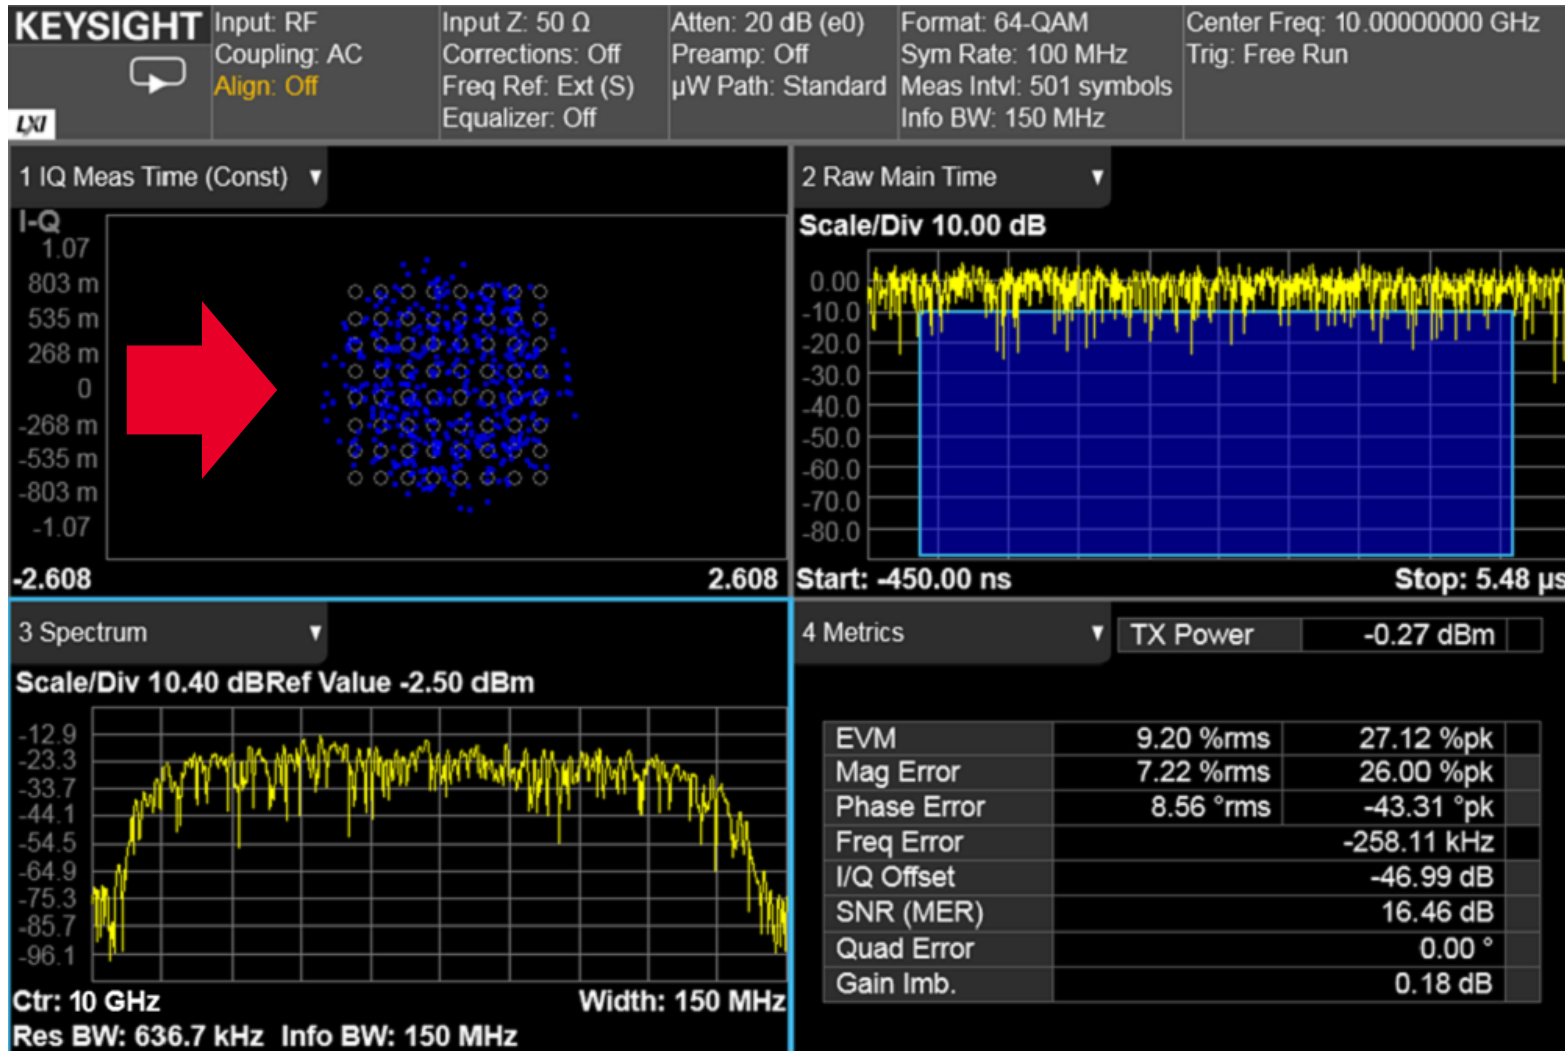 KEYSIGHT
LXI
Input: RF
Coupling: AC
Align: Off
Input Z: 50 Ω
Corrections: Off
Freq Ref: Ext (S)
Equalizer: Off
Atten: 20 dB (e0)
Preamp: Off
µW Path: Standard
Format: 64-QAM
Sym Rate: 100 MHz
Meas Intvl: 501 symbols
Info BW: 150 MHz
Center Freq: 10.00000000 GHz
Trig: Free Run
1 IQ Meas Time (Const)
I-Q
1.07
803 m
535 m
268 m
0
-268 m
-535 m
-803 m
-1.07
-2.608 2.608
2 Raw Main Time
Scale/Div 10.00 dB
0.00
-10.0
-20.0
-30.0
-40.0
-50.0
-60.0
-70.0
-80.0
Start: -450.00 ns Stop: 5.48 µs
3 Spectrum
Scale/Div 10.40 dBRef Value -2.50 dBm
-12.9
-23.3
-33.7
-44.1
-54.5
-64.9
-75.3
-85.7
-96.1
Ctr: 10 GHz Width: 150 MHz
Res BW: 636.7 kHz Info BW: 150 MHz
4 Metrics
TX Power -0.27 dBm
EVM 9.20 %rms 27.12 %pk
Mag Error 7.22 %rms 26.00 %pk
Phase Error 8.56 °rms -43.31 °pk
Freq Error -258.11 kHz
I/Q Offset -46.99 dB
SNR (MER) 16.46 dB
Quad Error 0.00 °
Gain Imb. 0.18 dB